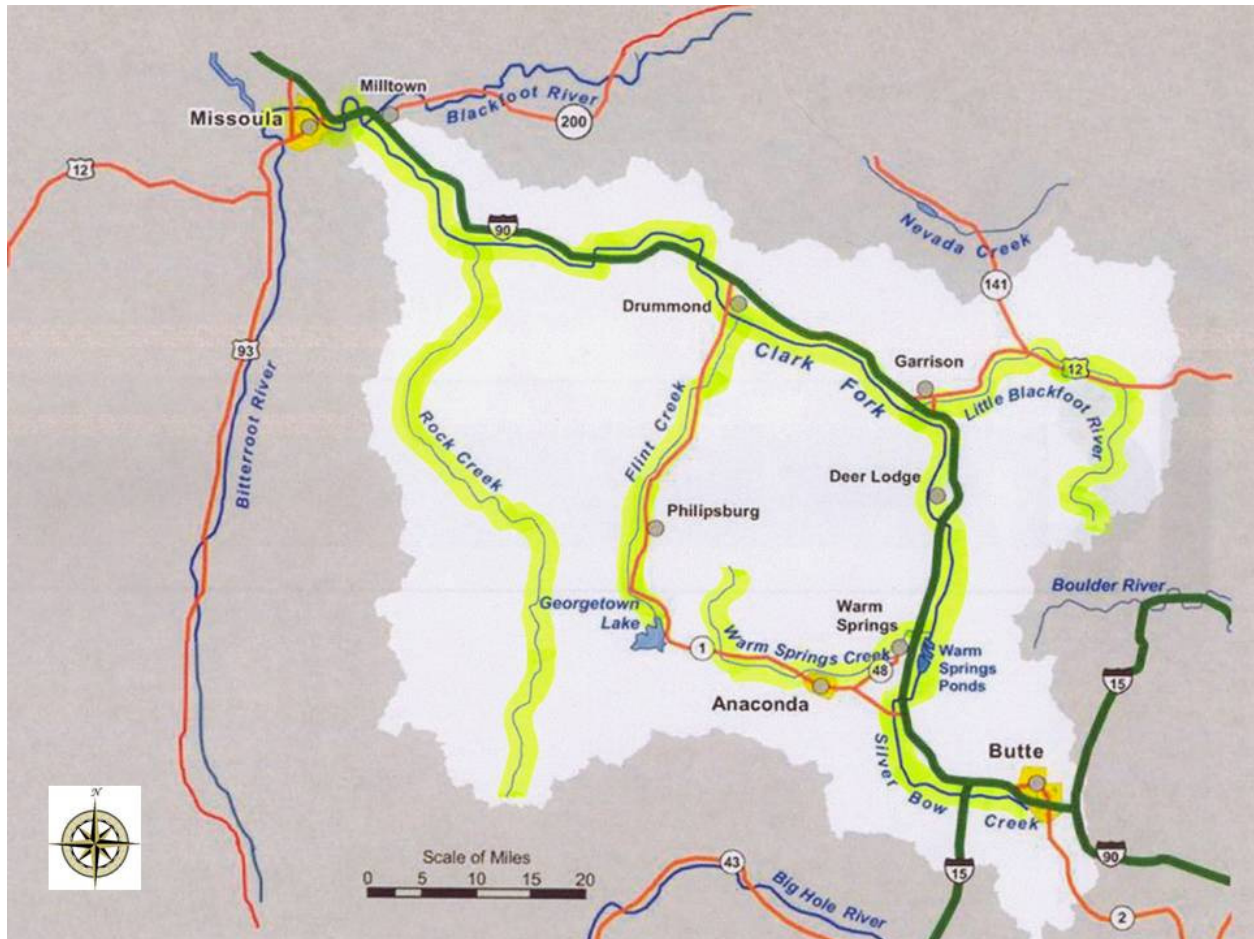 Milltown
Missoula
Blackfoot River
200
12
90
Nevada Creek
141
Drummond
93
Clark Fork
Garrison
12
Little Blackfoot River
Bitterroot River
Rock Creek
Flint Creek
Deer Lodge
Philipsburg
Boulder River
Georgetown
Lake
Warm
Springs
1
Warm Springs Creek
48
Warm
Springs
Ponds
15
Anaconda
Silver Bow Creek
Butte
N
Scale of Miles
0 5 10 15 20
43
Big Hole River
15
90
2